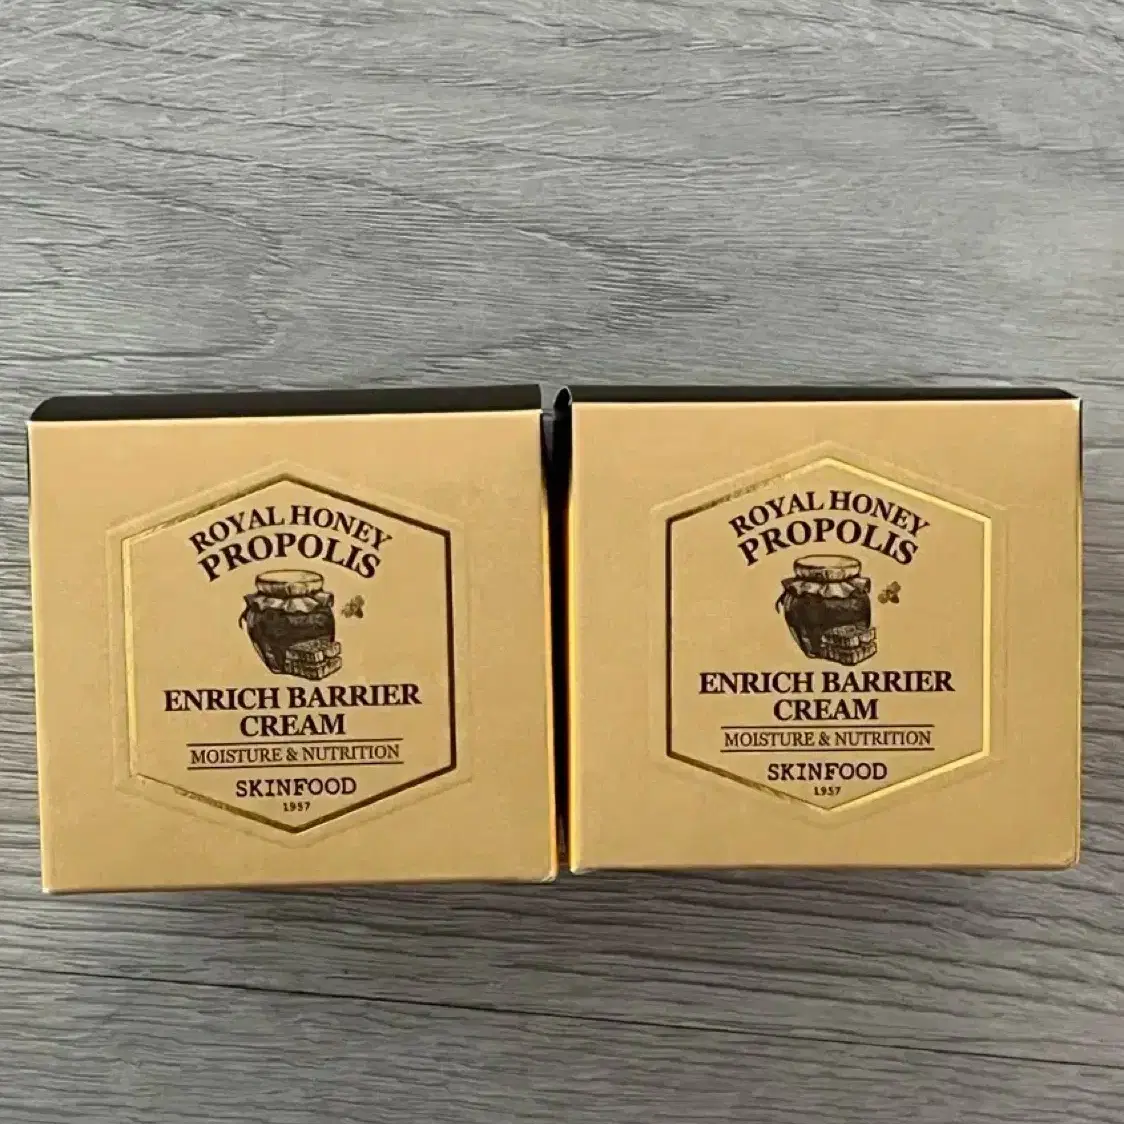 ROYAL HONEY
PROPOLIS
ENRICH BARRIER
CREAM
MOISTURE & NUTRITION
SKINFOOD
1957
ROYAL HONEY
PROPOLIS
ENRICH BARRIER
CREAM
MOISTURE & NUTRITION
SKINFOOD
1957